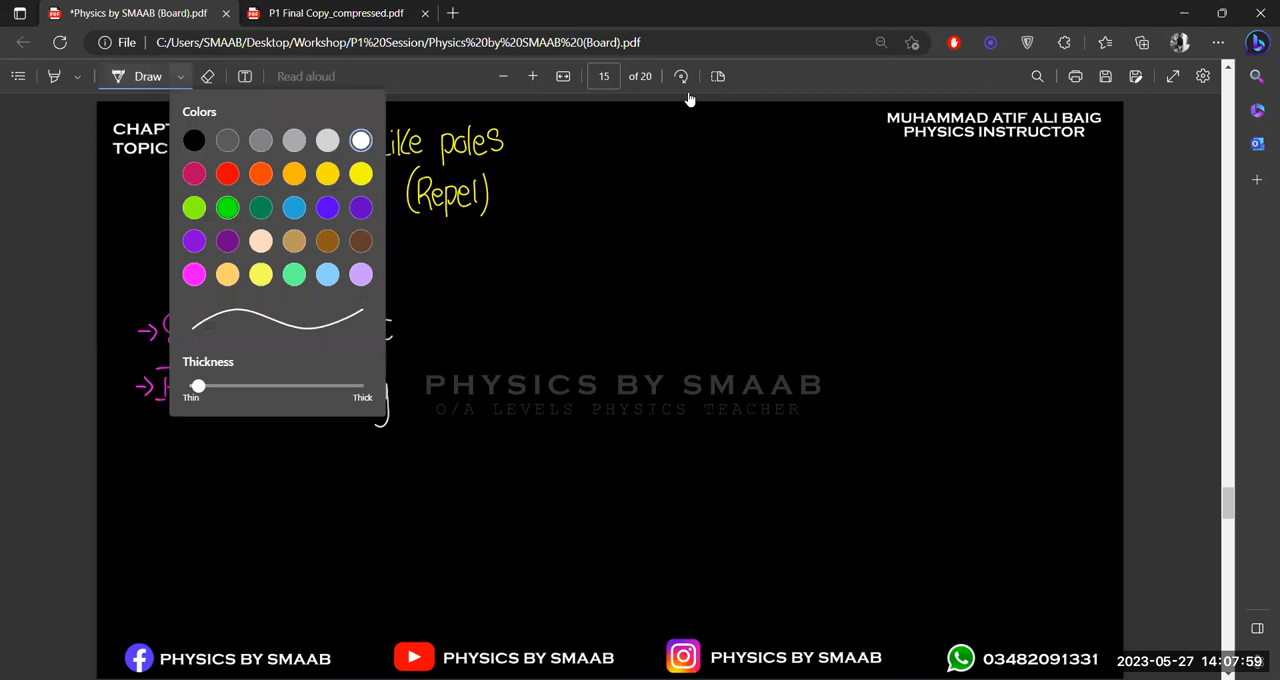 *Physics by SMAAB (Board).pdf
P1 Final Copy_compressed.pdf
File
C:/Users/SMAAB/Desktop/Workshop/P1%20Session/Physics%20by%20SMAAB%20(Board).pdf
Draw
Read aloud
15
of 20
Colors
Thickness
Thin
Thick
CHAPT
TOPIC
MUHAMMAD ATIF ALI BAIG
PHYSICS INSTRUCTOR
Like poles
(Repel)
PHYSICS BY SMAAB
O/A LEVELS PHYSICS TEACHER
PHYSICS BY SMAAB
PHYSICS BY SMAAB
PHYSICS BY SMAAB
03482091331
2023-05-27 14:07:59